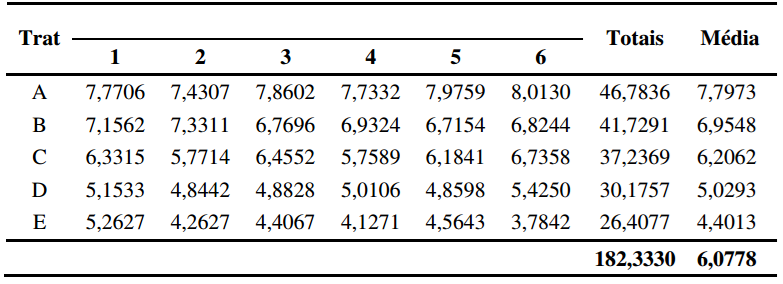 Trat Totais Média
1 2 3 4 5 6
A 7,7706 7,4307 7,8602 7,7332 7,9759 8,0130 46,7836 7,7973
B 7,1562 7,3311 6,7696 6,9324 6,7154 6,8244 41,7291 6,9548
C 6,3315 5,7714 6,4552 5,7589 6,1841 6,7358 37,2369 6,2062
D 5,1533 4,8442 4,8828 5,0106 4,8598 5,4250 30,1757 5,0293
E 5,2627 4,2627 4,4067 4,1271 4,5643 3,7842 26,4077 4,4013
182,3330 6,0778